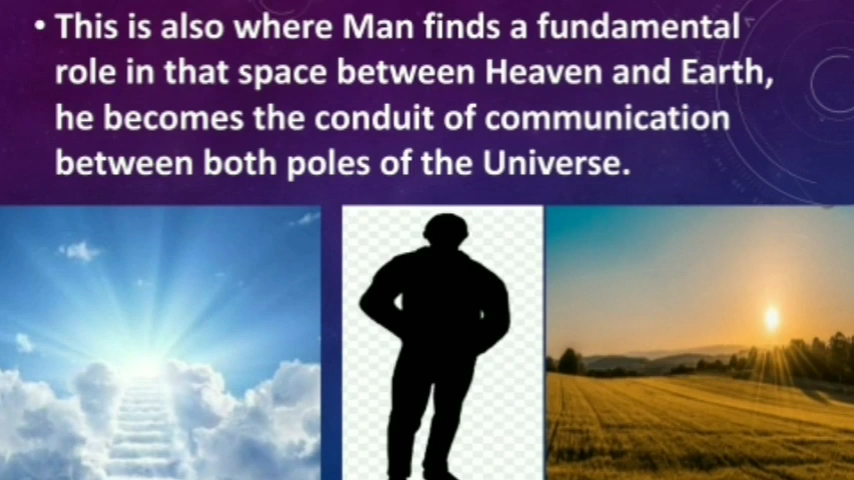 • This is also where Man finds a fundamental
role in that space between Heaven and Earth,
he becomes the conduit of communication
between both poles of the Universe.